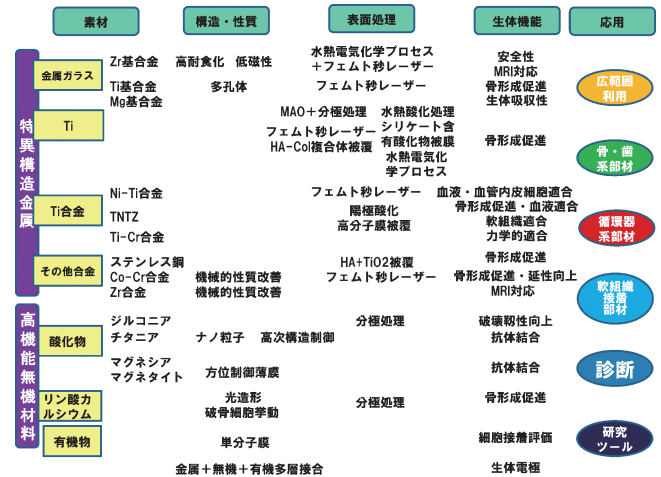 素材 構造・性質 表面処理 生体機能 応用
特異構造金属
金属ガラス
Zr基合金 高耐食化 低磁性
水熱電気化学プロセス
+フェムト秒レーザー
安全性
MRI対応
Ti基合金 多孔体 フェムト秒レーザー 骨形成促進
Mg基合金 生体吸収性
広範囲
利用
Ti
MAO+分極処理 水熱酸化処理
フェムト秒レーザー シリケート含
HA-Col複合体被覆 有酸化物被膜 骨形成促進
水熱電気化
学プロセス
骨・歯
系部材
Ti合金
Ni-Ti合金 フェムト秒レーザー 血液・血管内皮細胞適合
陽極酸化 骨形成促進・血液適合
TNTZ 高分子膜被覆 軟組織適合
Ti-Cr合金 力学的適合
循環器
系部材
その他合金
ステンレス鋼 HA+TiO2被覆 骨形成促進
Co-Cr合金 機械的性質改善 フェムト秒レーザー 骨形成促進・延性向上
Zr合金 機械的性質改善 MRI対応
軟組織
接着
部材
高機能無機材料
酸化物
ジルコニア 分極処理 破壊靱性向上
チタニア ナノ粒子 高次構造制御 抗体結合
マグネシア
マグネタイト 方位制御薄膜 抗体結合
診断
リン酸カ
ルシウム
光造形 分極処理 骨形成促進
破骨細胞挙動
有機物
単分子膜 細胞接着評価
研究
ツール
金属+無機+有機多層接合 生体電極